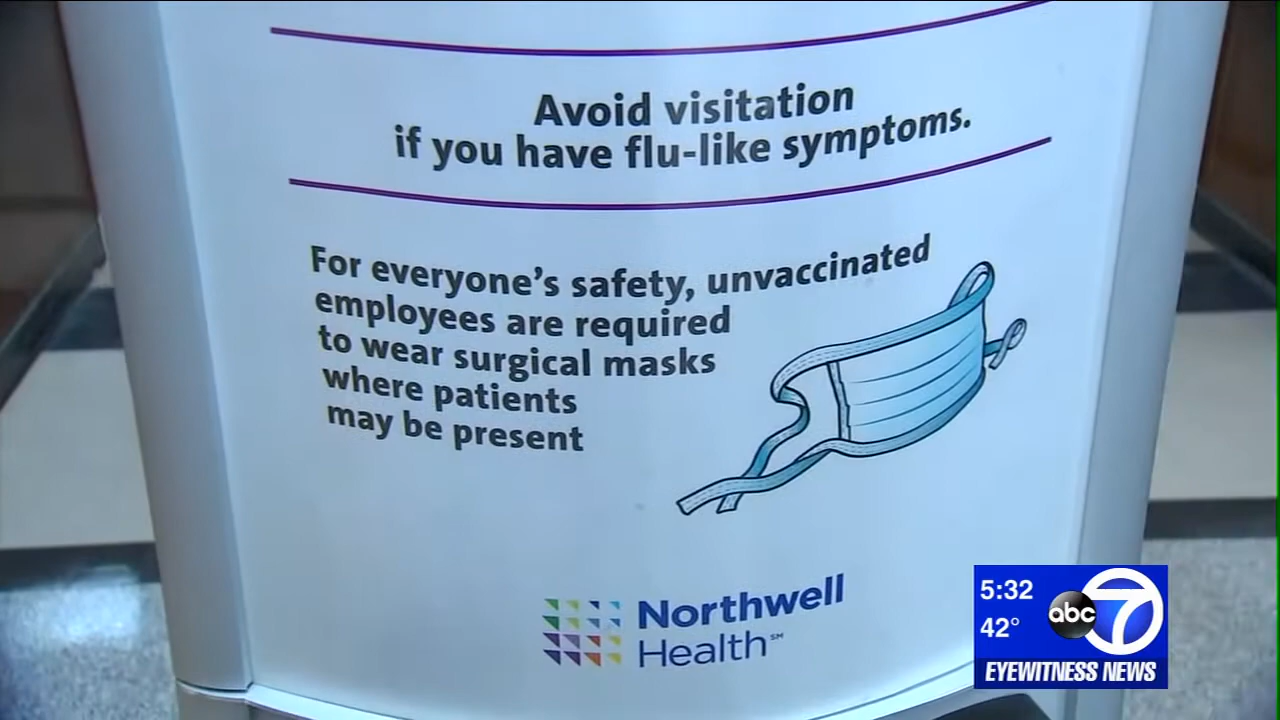 Avoid visitation
if you have flu-like symptoms.
For everyone's safety, unvaccinated
employees are required
to wear surgical masks
where patients
may be present
Northwell
Health℠
5:32
42°
abc 7
EYEWITNESS NEWS